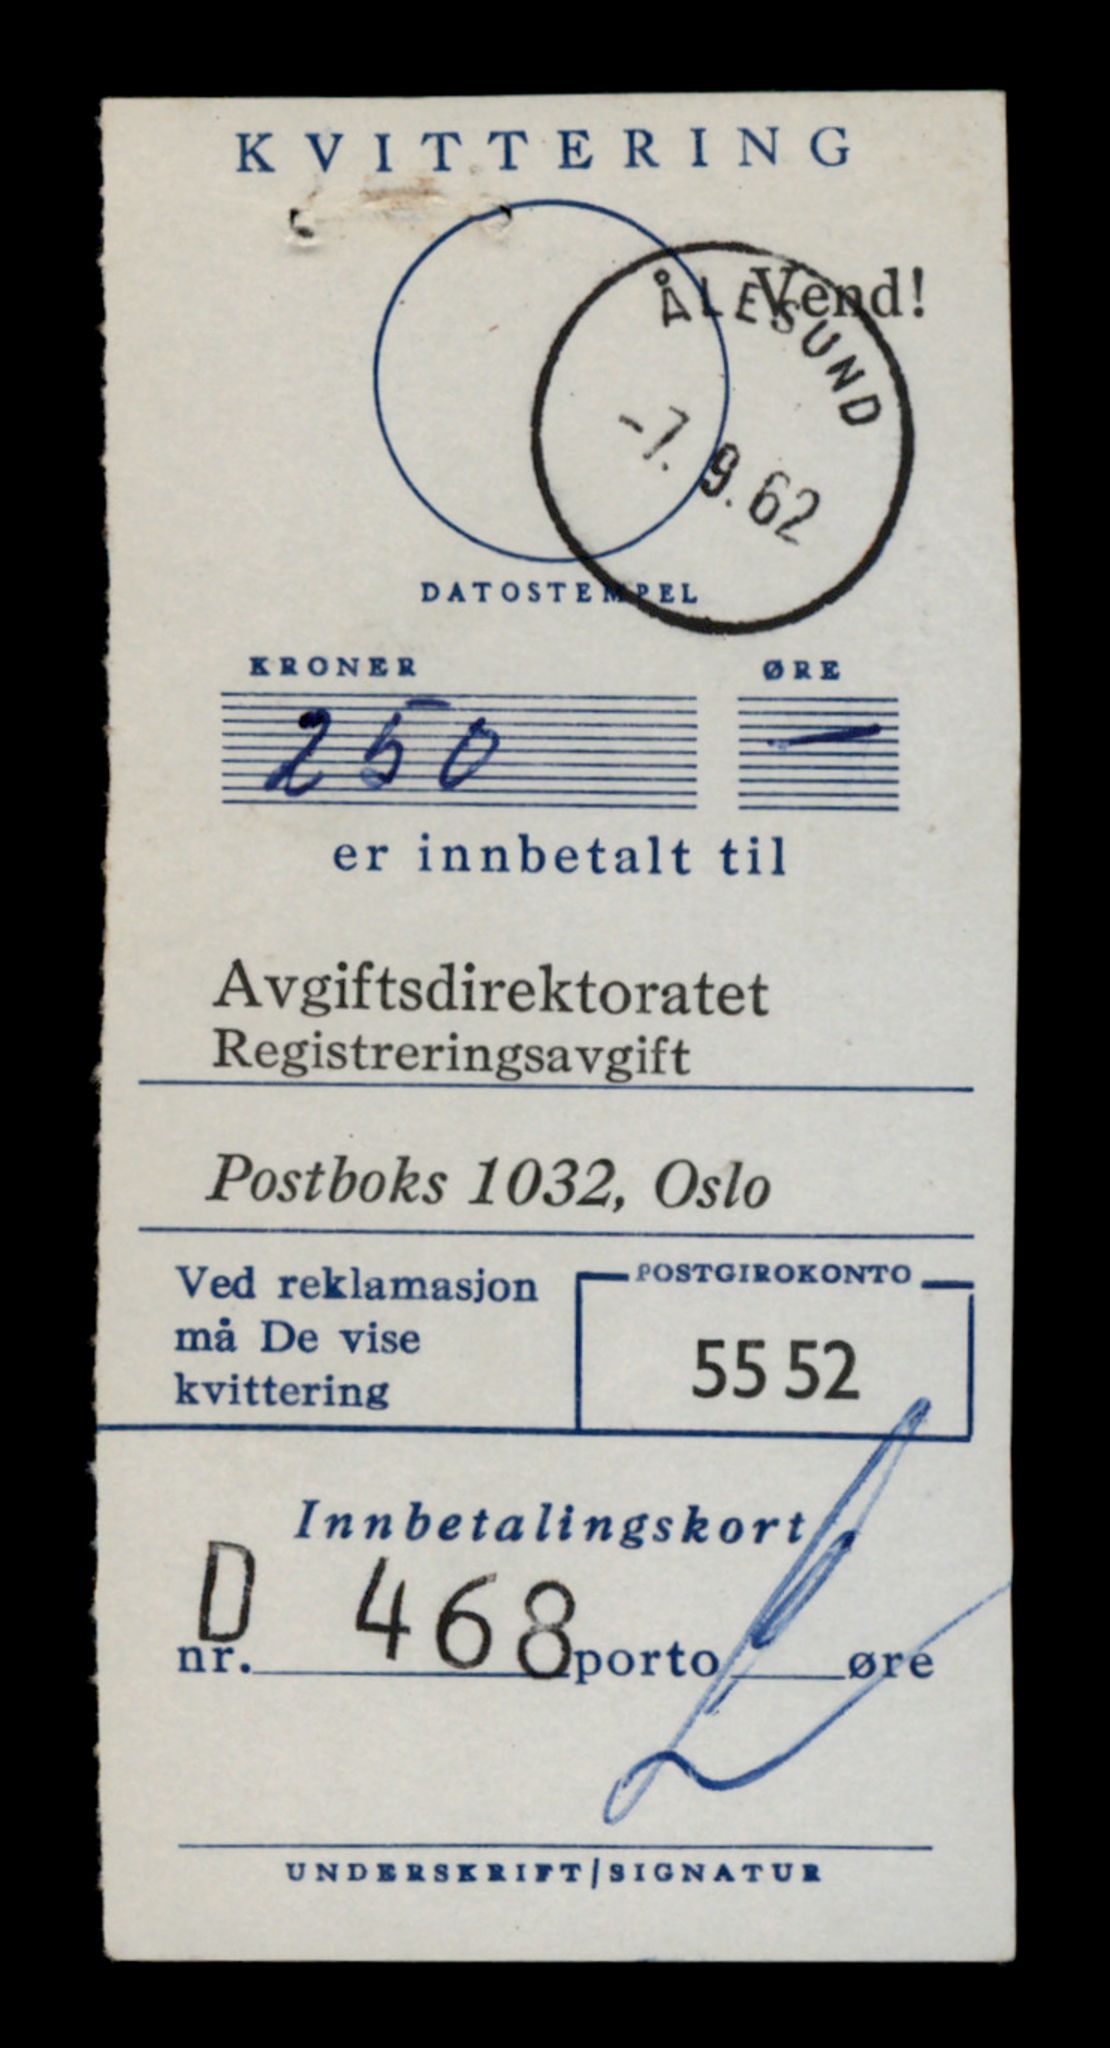 KVITTERING
Vend!
ÅLESUND
-7. 9. 62
DATOSTEMPEL
KRONER ØRE
250 —
er innbetalt til
Avgiftsdirektoratet
Registreringsavgift
Postboks 1032, Oslo
Ved reklamasjon
må De vise
kvittering
POSTGIROKONTO
55 52
Innbetalingskort
nr. D 468 porto ___ øre
UNDERSKRIFT/SIGNATUR